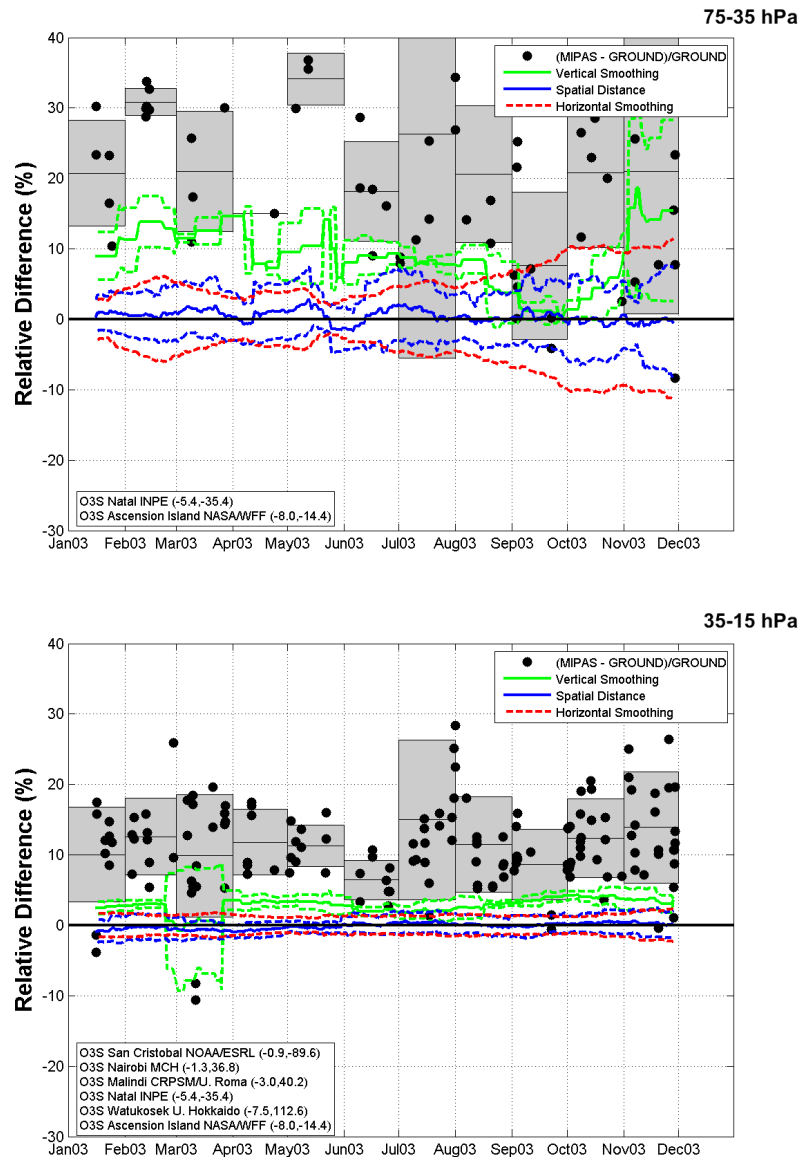 75-35 hPa
40
30
20
10
0
-10
-20
-30
Relative Difference (%)
(MIPAS - GROUND)/GROUND
Vertical Smoothing
Spatial Distance
Horizontal Smoothing
O3S Natal INPE (-5.4,-35.4)
O3S Ascension Island NASA/WFF (-8.0,-14.4)
Jan03 Feb03 Mar03 Apr03 May03 Jun03 Jul03 Aug03 Sep03 Oct03 Nov03 Dec03
35-15 hPa
40
30
20
10
0
-10
-20
-30
Relative Difference (%)
(MIPAS - GROUND)/GROUND
Vertical Smoothing
Spatial Distance
Horizontal Smoothing
O3S San Cristobal NOAA/ESRL (-0.9,-89.6)
O3S Nairobi MCH (-1.3,36.8)
O3S Malindi CRPSM/U. Roma (-3.0,40.2)
O3S Natal INPE (-5.4,-35.4)
O3S Watukosek U. Hokkaido (-7.5,112.6)
O3S Ascension Island NASA/WFF (-8.0,-14.4)
Jan03 Feb03 Mar03 Apr03 May03 Jun03 Jul03 Aug03 Sep03 Oct03 Nov03 Dec03